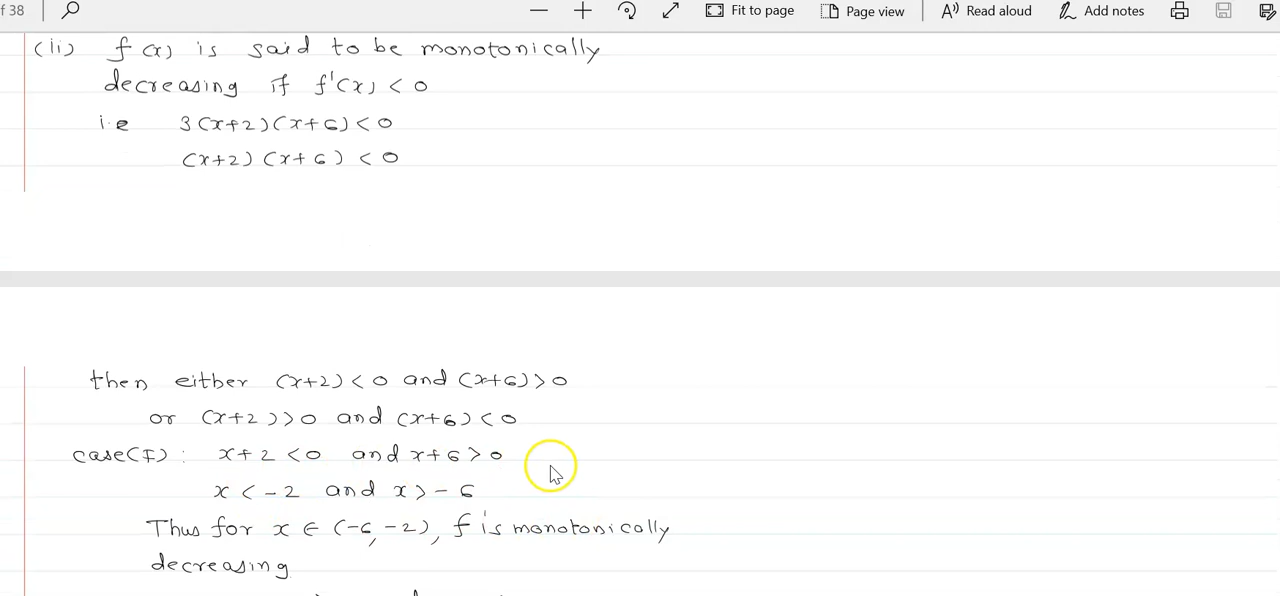 f 38 Fit to page Page view Read aloud Add notes
(ii) f(x) is said to be monotonically
decreasing if f'(x) < 0
i.e 3(x+2)(x+6) < 0
(x+2) (x+6) < 0
then either (x+2) < 0 and (x+6) > 0
or (x+2) > 0 and (x+6) < 0
case(I) : x+2 < 0 and x+6 > 0
x < -2 and x > -6
Thus for x ∈ (-6, -2), f is monotonically
decreasing